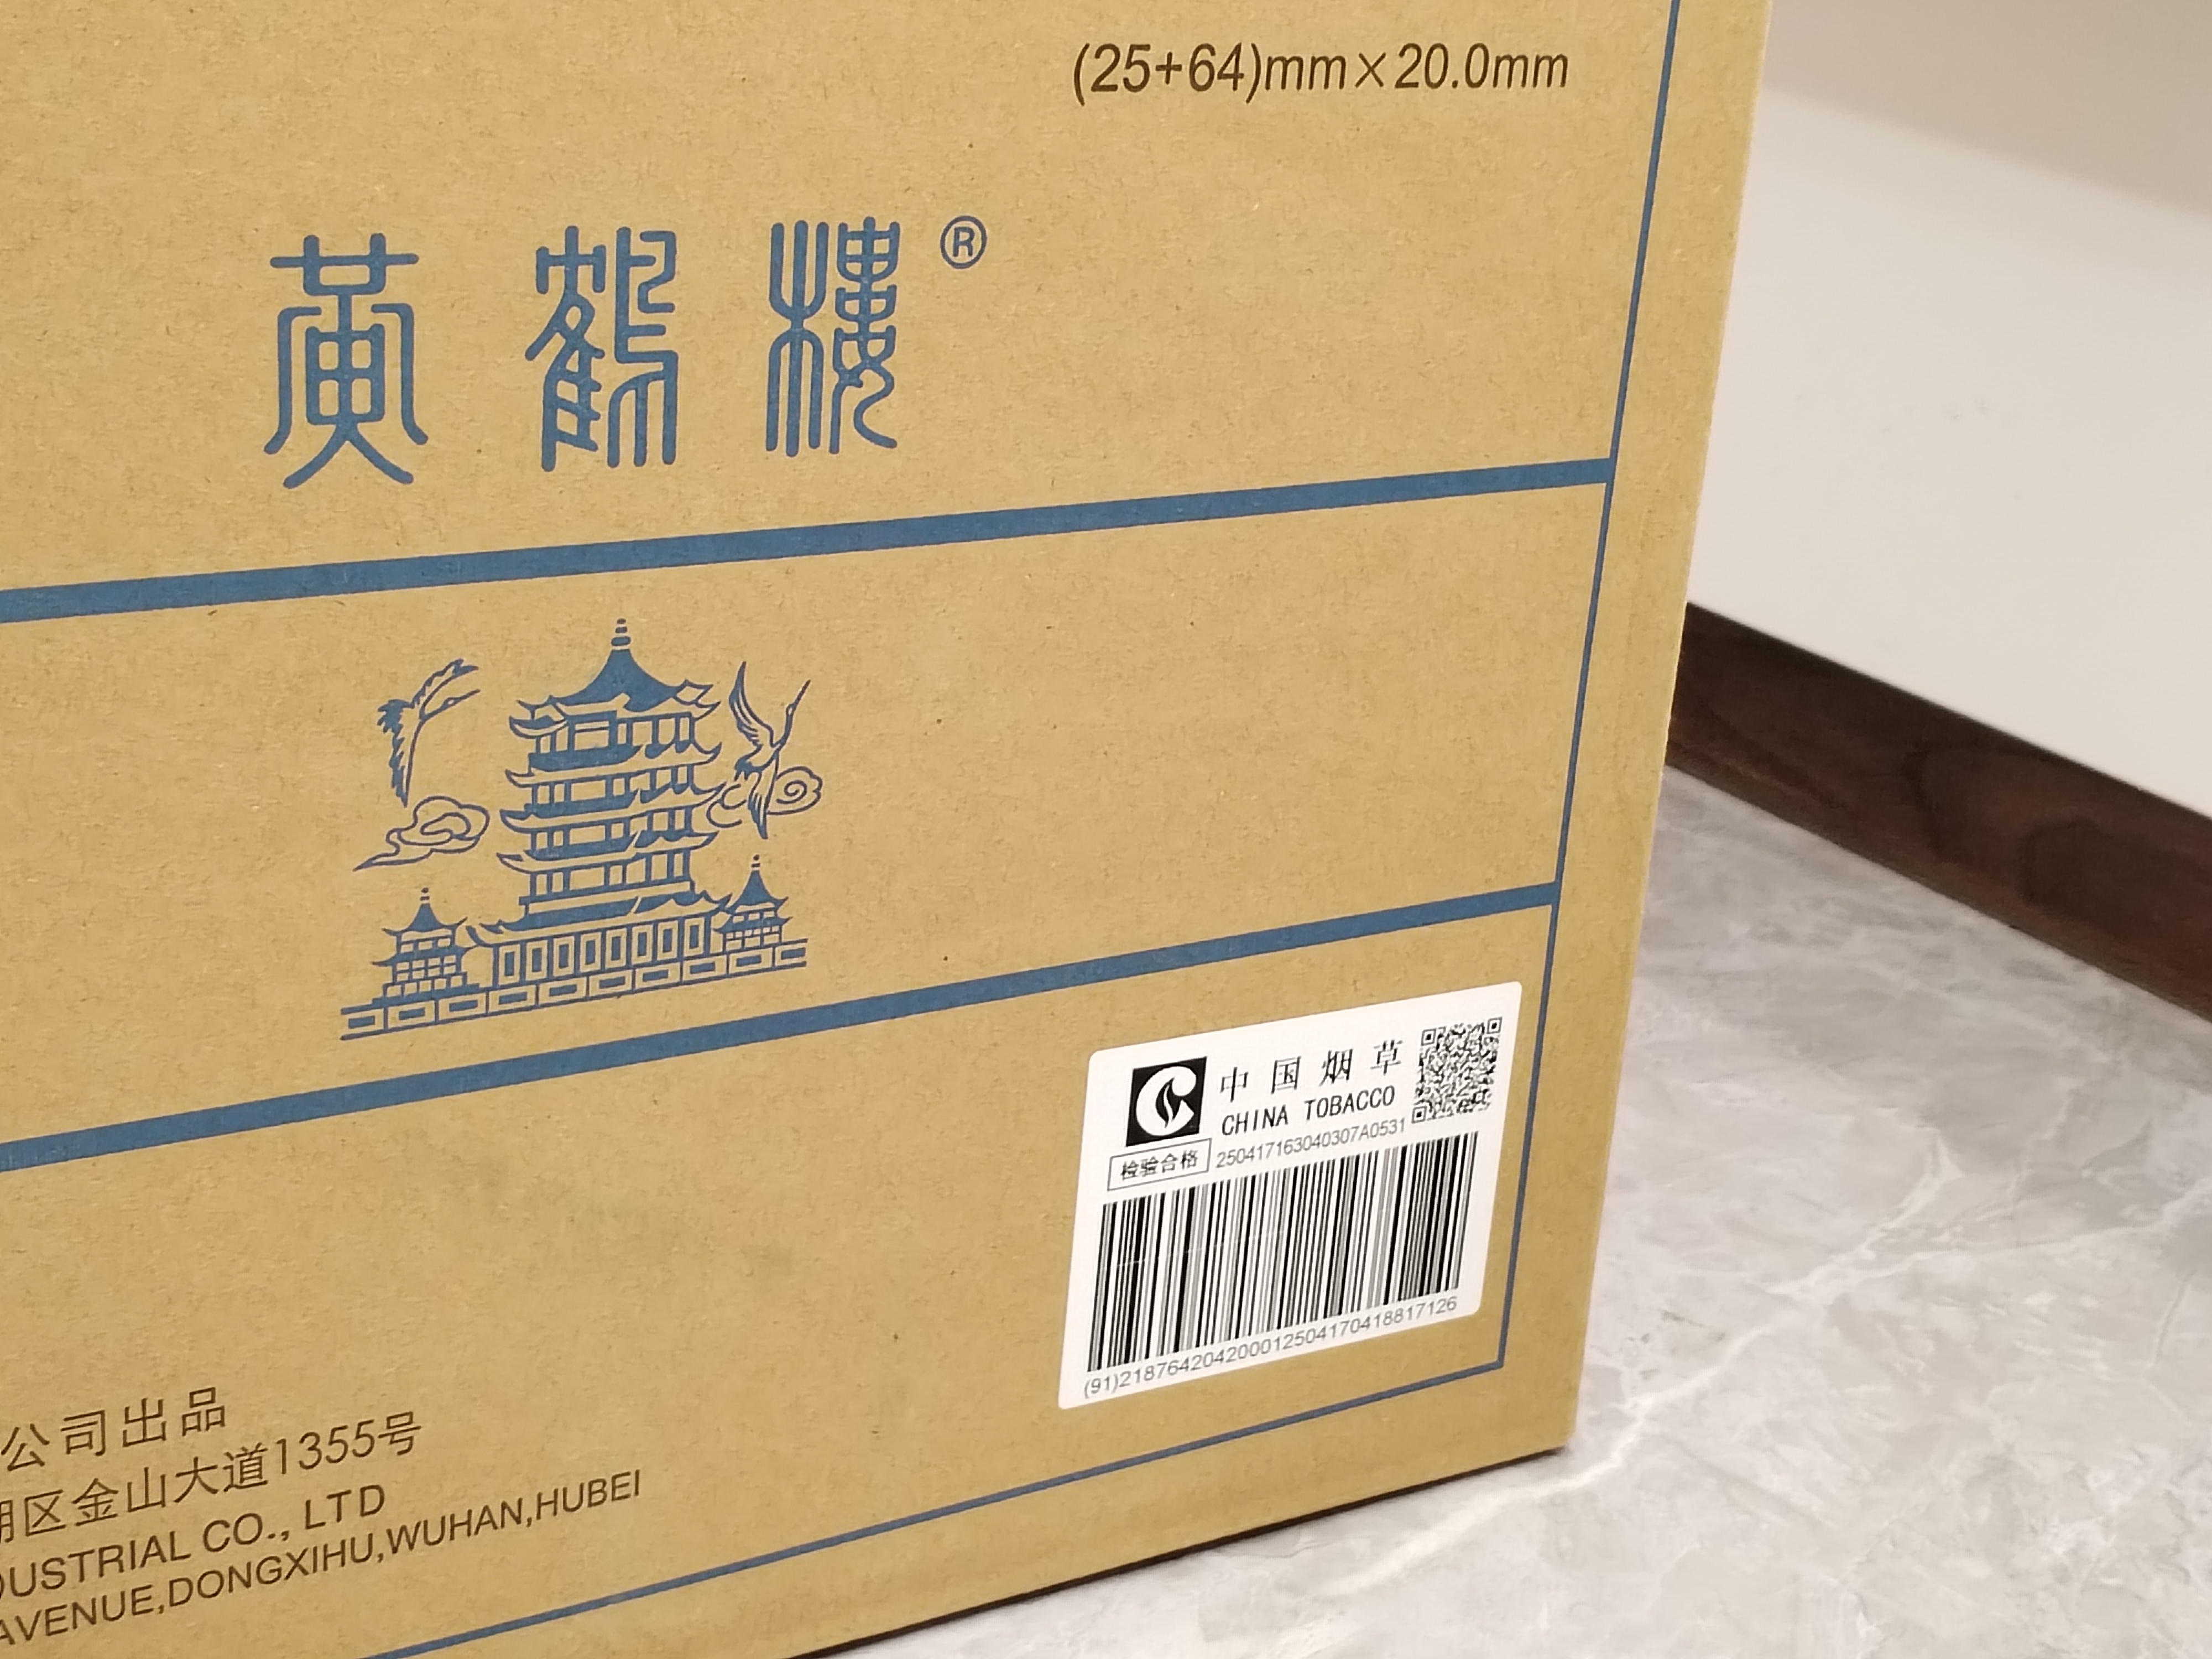 (25+64)mm×20.0mm
黄鹤楼®
中国烟草
CHINA TOBACCO
检验合格 250417163040307A0531
(91)218764204200012504170418817126
公司出品
湖区金山大道1355号
DUSTRIAL CO., LTD
AVENUE,DONGXIHU,WUHAN,HUBEI